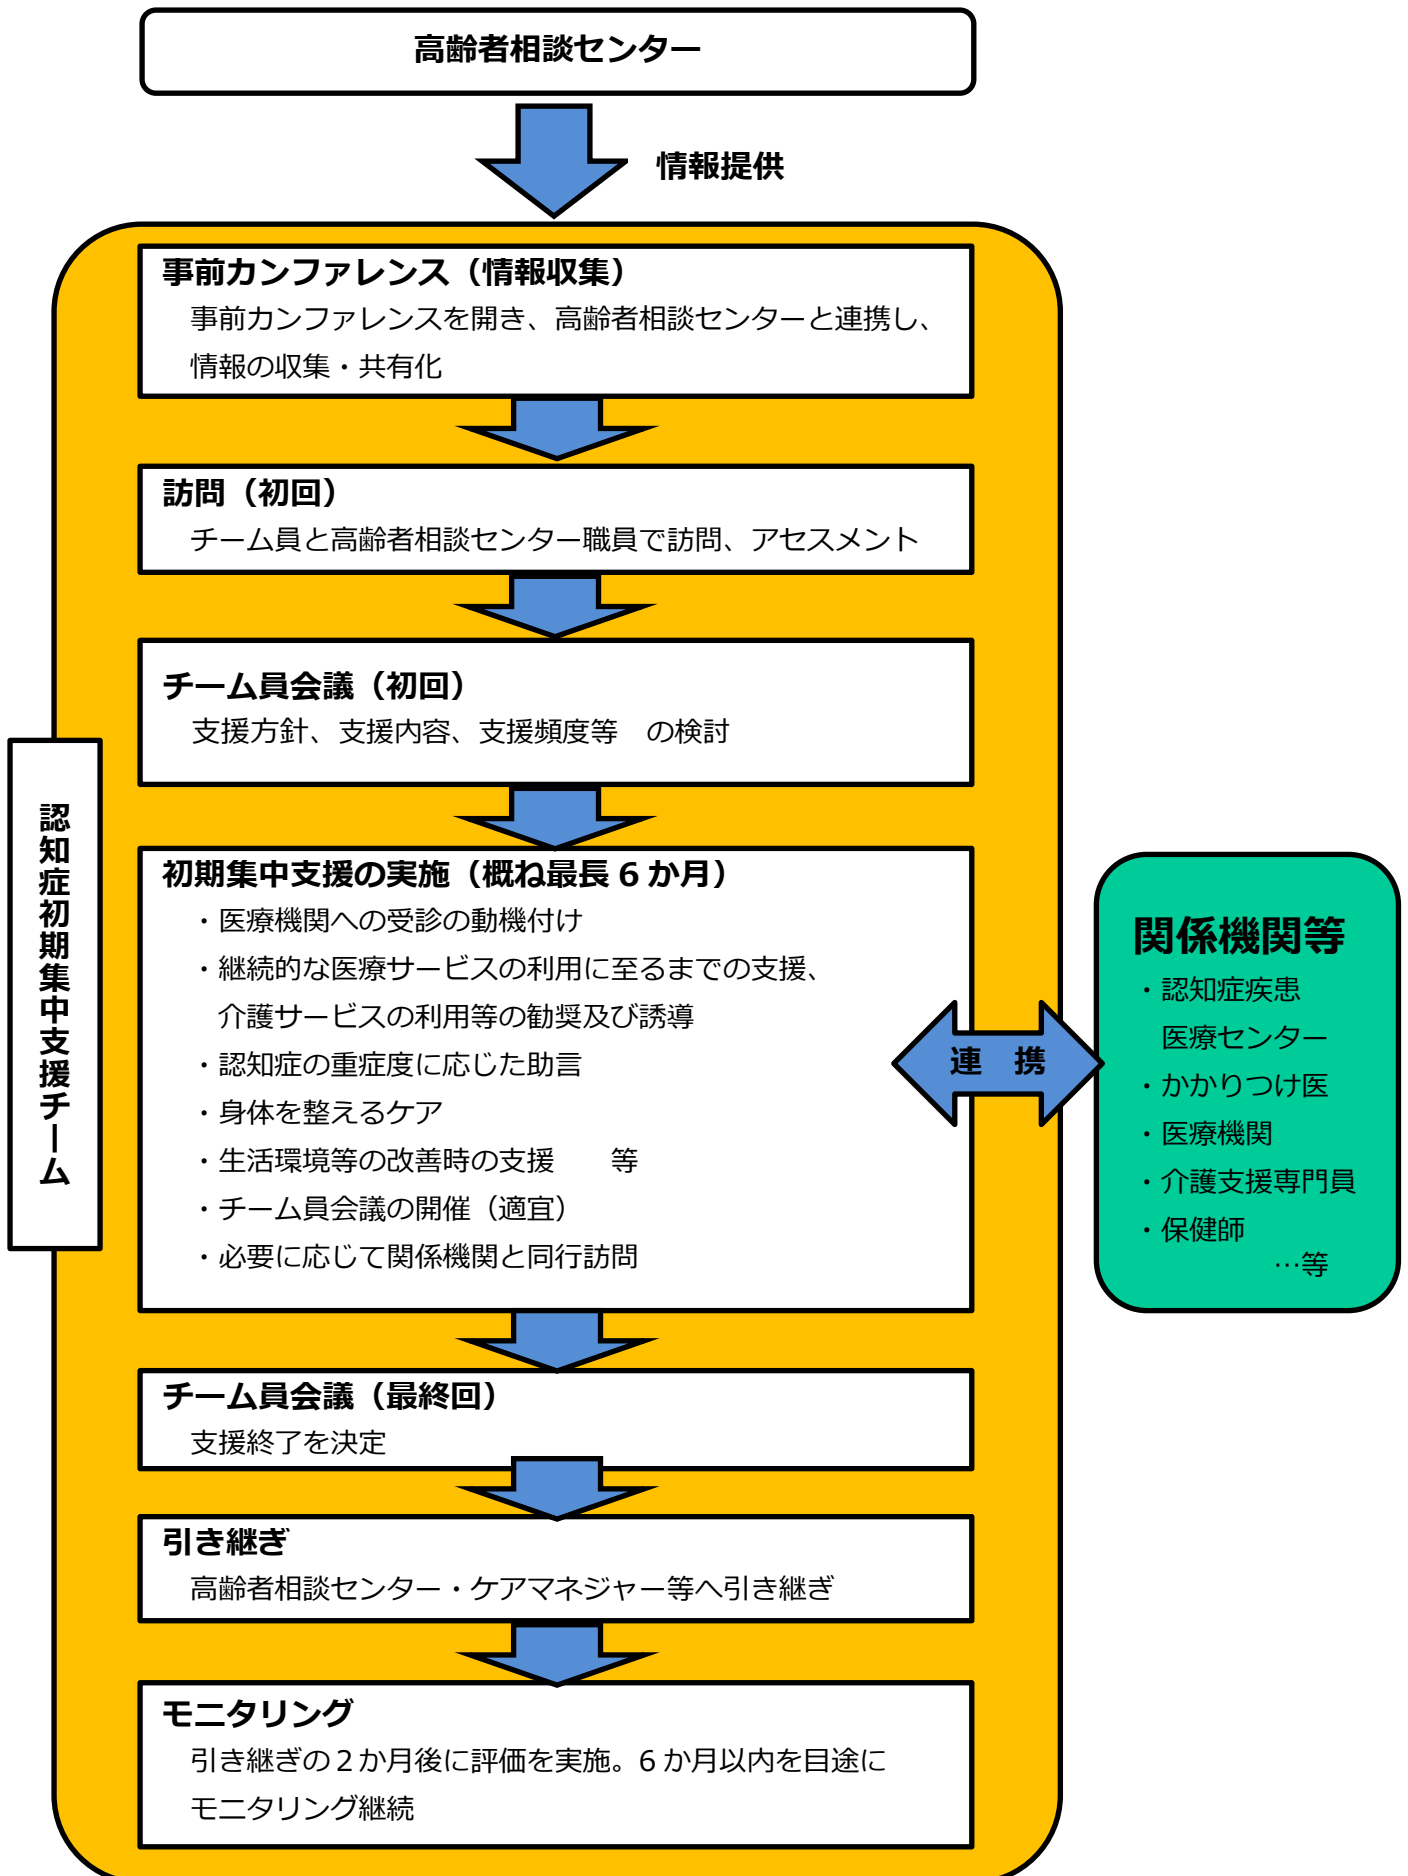 高齢者相談センター
情報提供
事前カンファレンス（情報収集）
事前カンファレンスを開き、高齢者相談センターと連携し、
情報の収集・共有化
訪問（初回）
チーム員と高齢者相談センター職員で訪問、アセスメント
チーム員会議（初回）
支援方針、支援内容、支援頻度等　の検討
認知症初期集中支援チーム
初期集中支援の実施（概ね最長６か月）
・医療機関への受診の動機付け
・継続的な医療サービスの利用に至るまでの支援、
介護サービスの利用等の勧奨及び誘導
・認知症の重症度に応じた助言
・身体を整えるケア
・生活環境等の改善時の支援　　等
・チーム員会議の開催（適宜）
・必要に応じて関係機関と同行訪問
連　携
関係機関等
・認知症疾患
医療センター
・かかりつけ医
・医療機関
・介護支援専門員
・保健師
…等
チーム員会議（最終回）
支援終了を決定
引き継ぎ
高齢者相談センター・ケアマネジャー等へ引き継ぎ
モニタリング
引き継ぎの２か月後に評価を実施。６か月以内を目途に
モニタリング継続